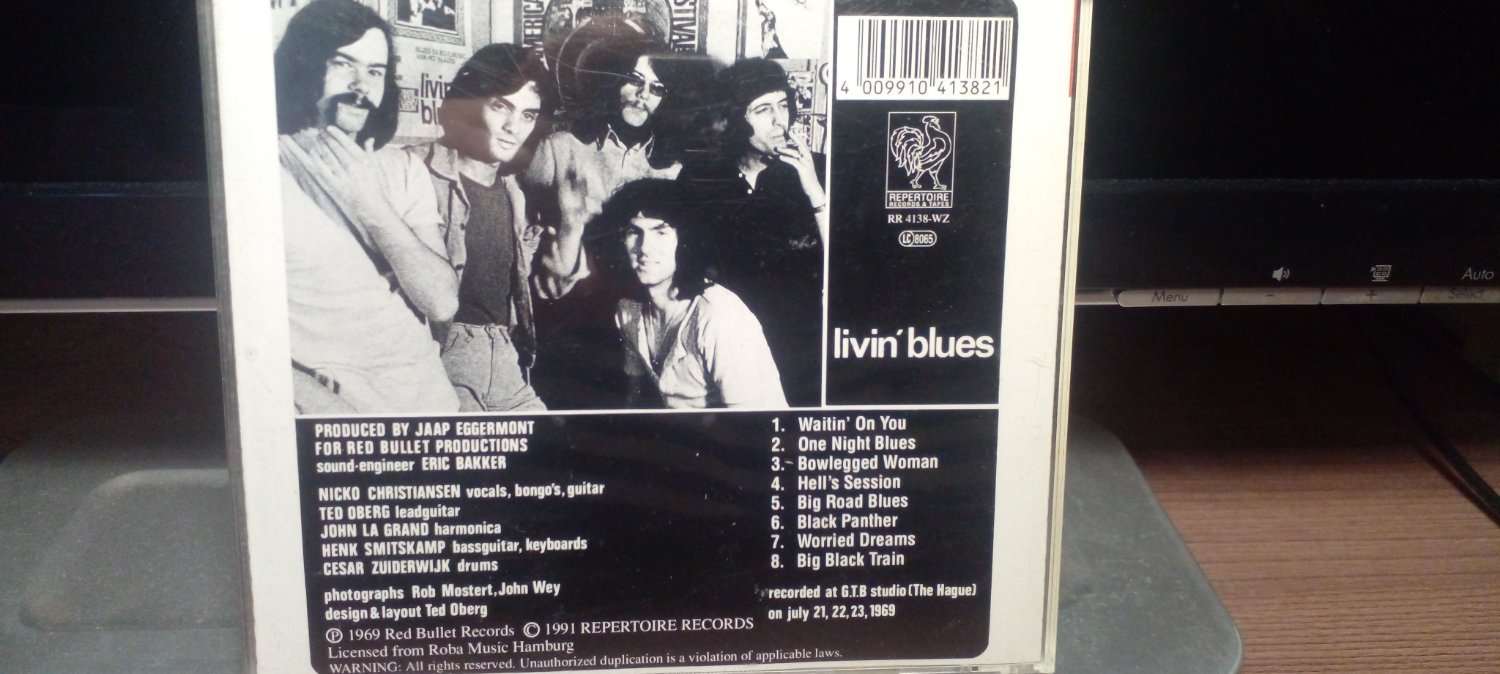 AMERICA
STIVAL
livin
blu
4 009910 413821
REPERTOIRE
RECORDS & TAPES
RR 4138-WZ
LC 8065
livin' blues
Menu
-
+
Auto
Select
PRODUCED BY JAAP EGGERMONT
FOR RED BULLET PRODUCTIONS
sound-engineer ERIC BAKKER
NICKO CHRISTIANSEN vocals, bongo's, guitar
TED OBERG leadguitar
JOHN LA GRAND harmonica
HENK SMITSKAMP bassguitar, keyboards
CESAR ZUIDERWIJK drums
photographs Rob Mostert, John Wey
design & layout Ted Oberg
1. Waitin' On You
2. One Night Blues
3. Bowlegged Woman
4. Hell's Session
5. Big Road Blues
6. Black Panther
7. Worried Dreams
8. Big Black Train
recorded at G.T.B studio (The Hague)
on july 21, 22, 23, 1969
℗ 1969 Red Bullet Records © 1991 REPERTOIRE RECORDS
Licensed from Roba Music Hamburg
WARNING: All rights reserved. Unauthorized duplication is a violation of applicable laws.